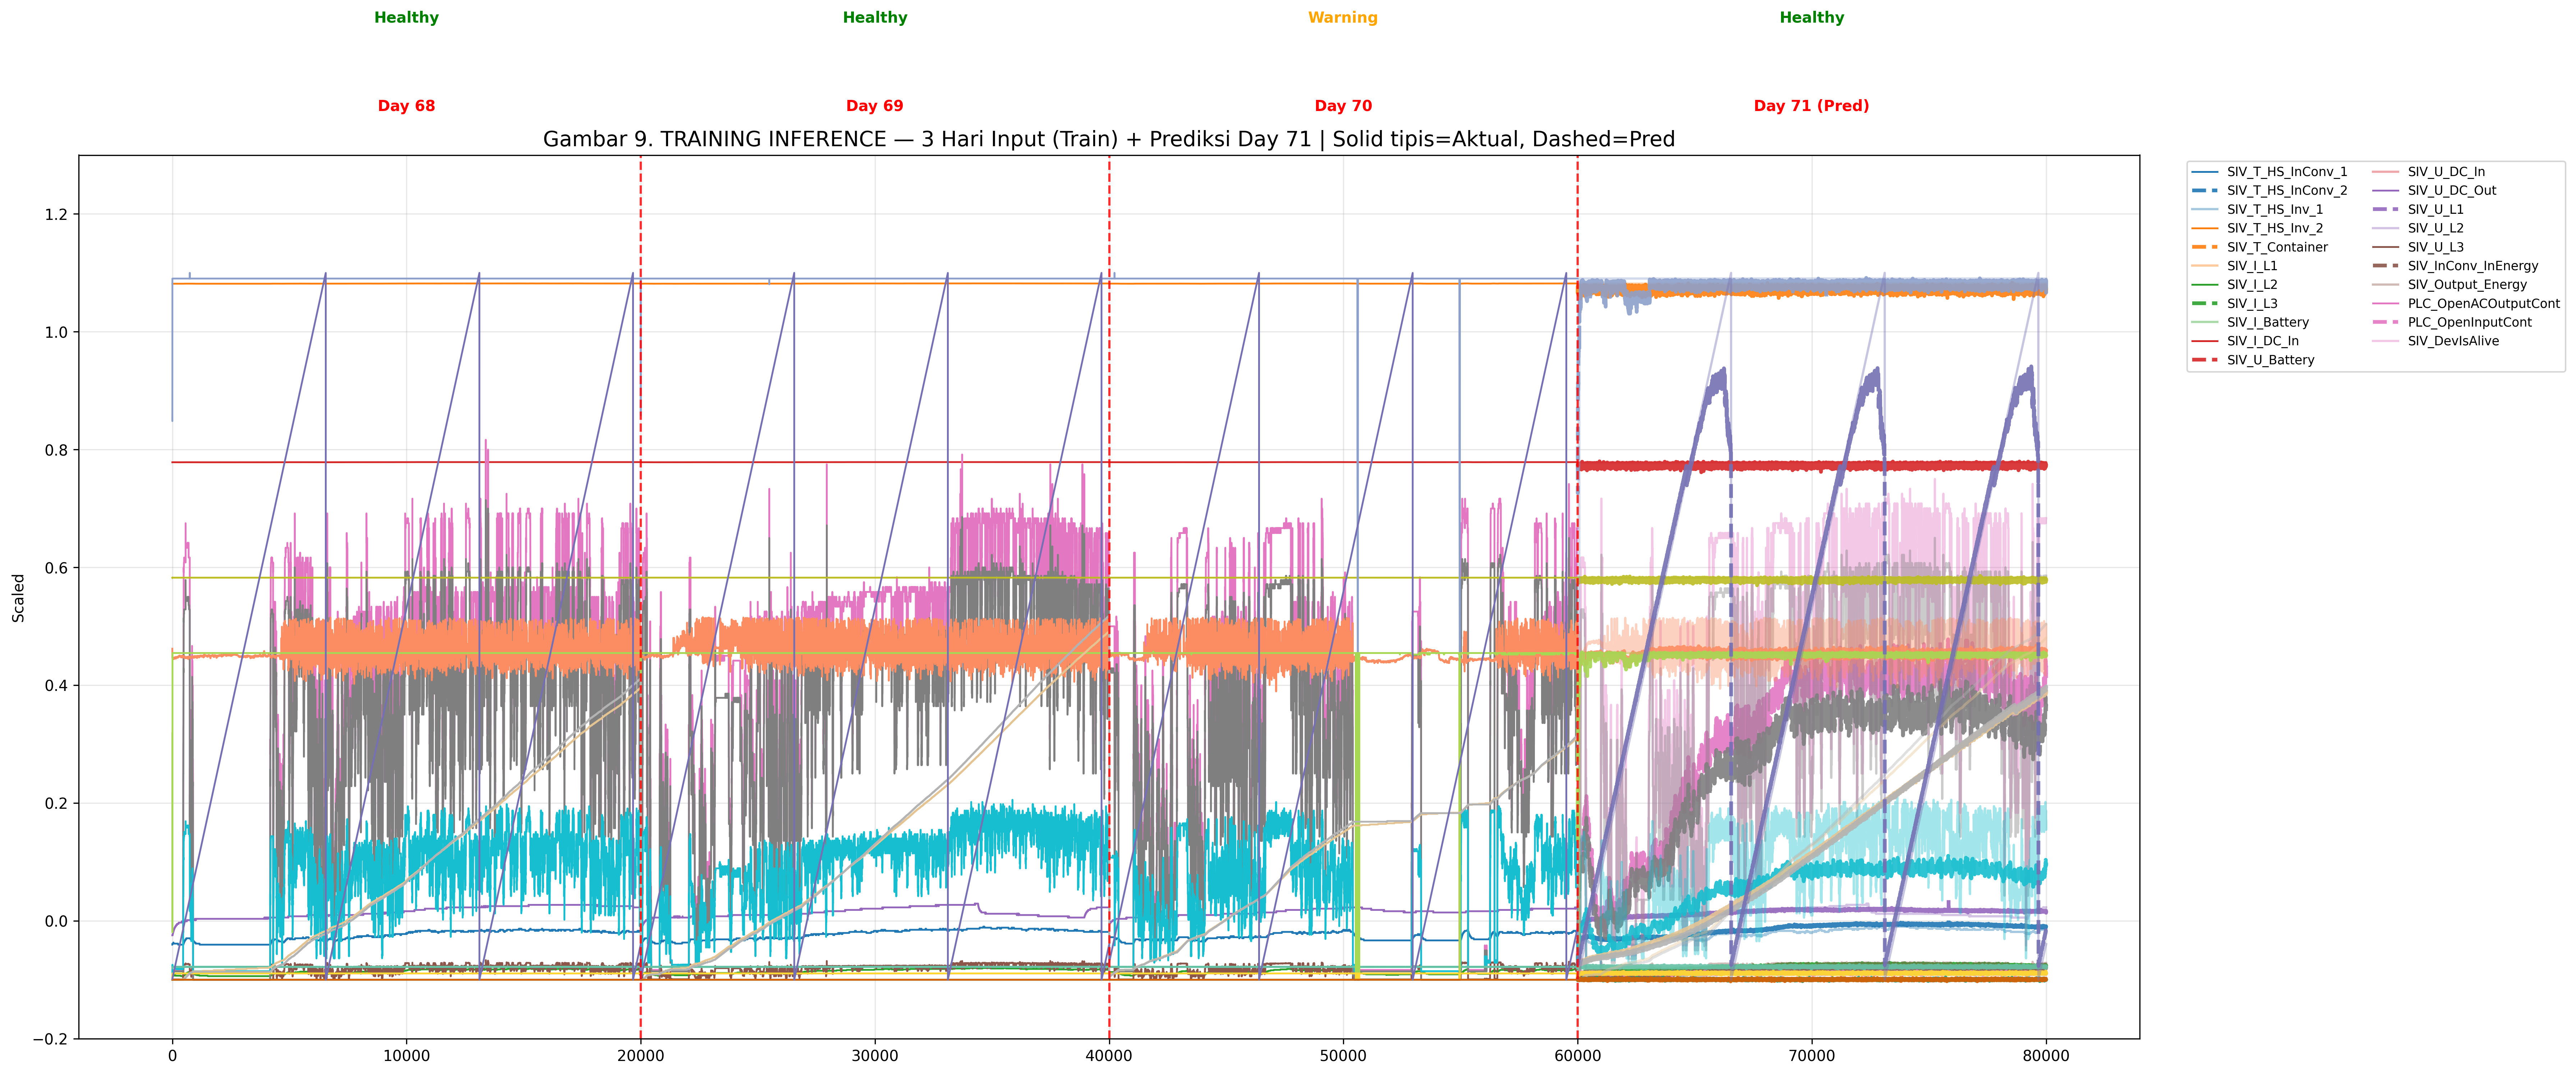 Healthy Healthy Warning Healthy
Day 68 Day 69 Day 70 Day 71 (Pred)
Gambar 9. TRAINING INFERENCE — 3 Hari Input (Train) + Prediksi Day 71 | Solid tipis=Aktual, Dashed=Pred
Scaled
1.2
1.0
0.8
0.6
0.4
0.2
0.0
−0.2
0 10000 20000 30000 40000 50000 60000 70000 80000
SIV_T_HS_InConv_1
SIV_T_HS_InConv_2
SIV_T_HS_Inv_1
SIV_T_HS_Inv_2
SIV_T_Container
SIV_I_L1
SIV_I_L2
SIV_I_L3
SIV_I_Battery
SIV_I_DC_In
SIV_U_Battery
SIV_U_DC_In
SIV_U_DC_Out
SIV_U_L1
SIV_U_L2
SIV_U_L3
SIV_InConv_InEnergy
SIV_Output_Energy
PLC_OpenACOutputCont
PLC_OpenInputCont
SIV_DevIsAlive